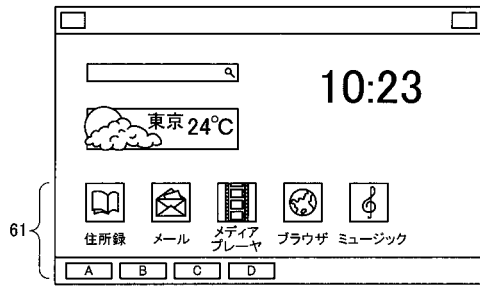 10:23
東京 24°C
61
住所録
メール
メディア
プレーヤ
ブラウザ
ミュージック
A B C D